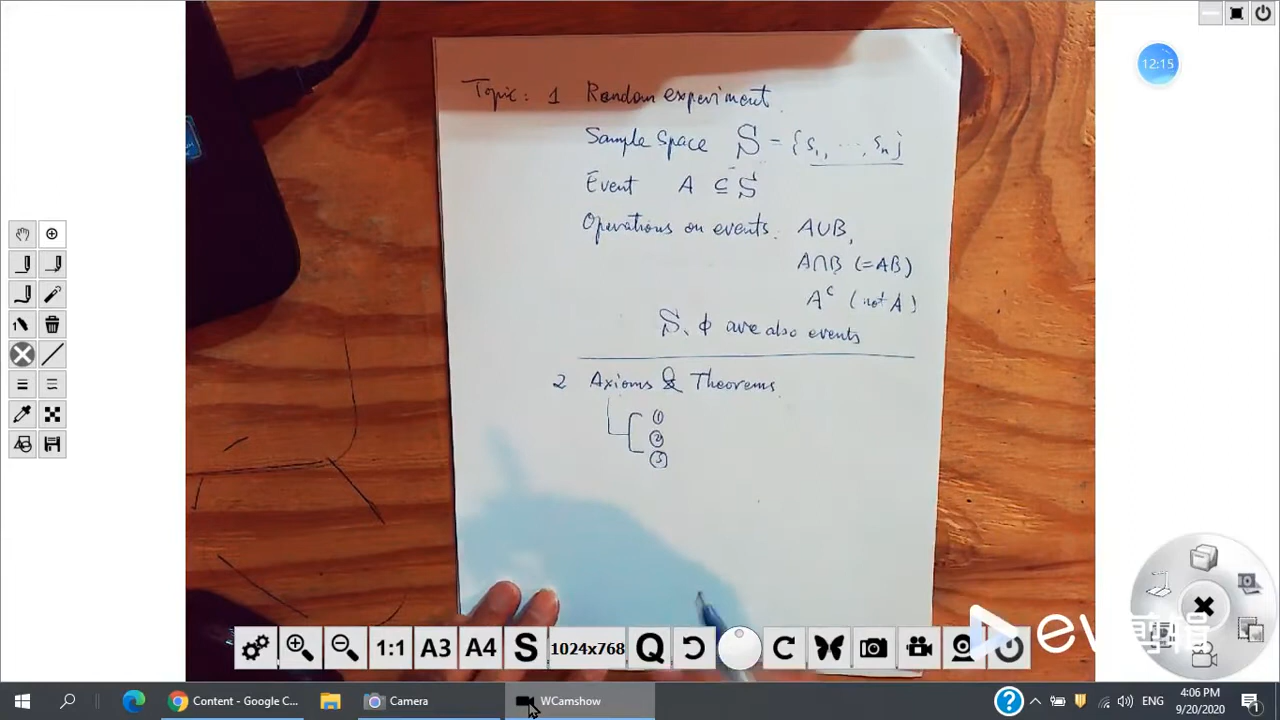 12:15
Topic: 1 Random experiment.
Sample Space S = {s1, ..., sn}
Event A ⊆ S
Operations on events. A∪B,
A∩B (=AB)
A^c (not A)
S, ϕ are also events
2 Axioms & Theorems.
①
②
③
1:1 A3 A4 S 1024x768 Q
Content - Google C...
Camera
WCamshow
ENG
4:06 PM
9/20/2020
1